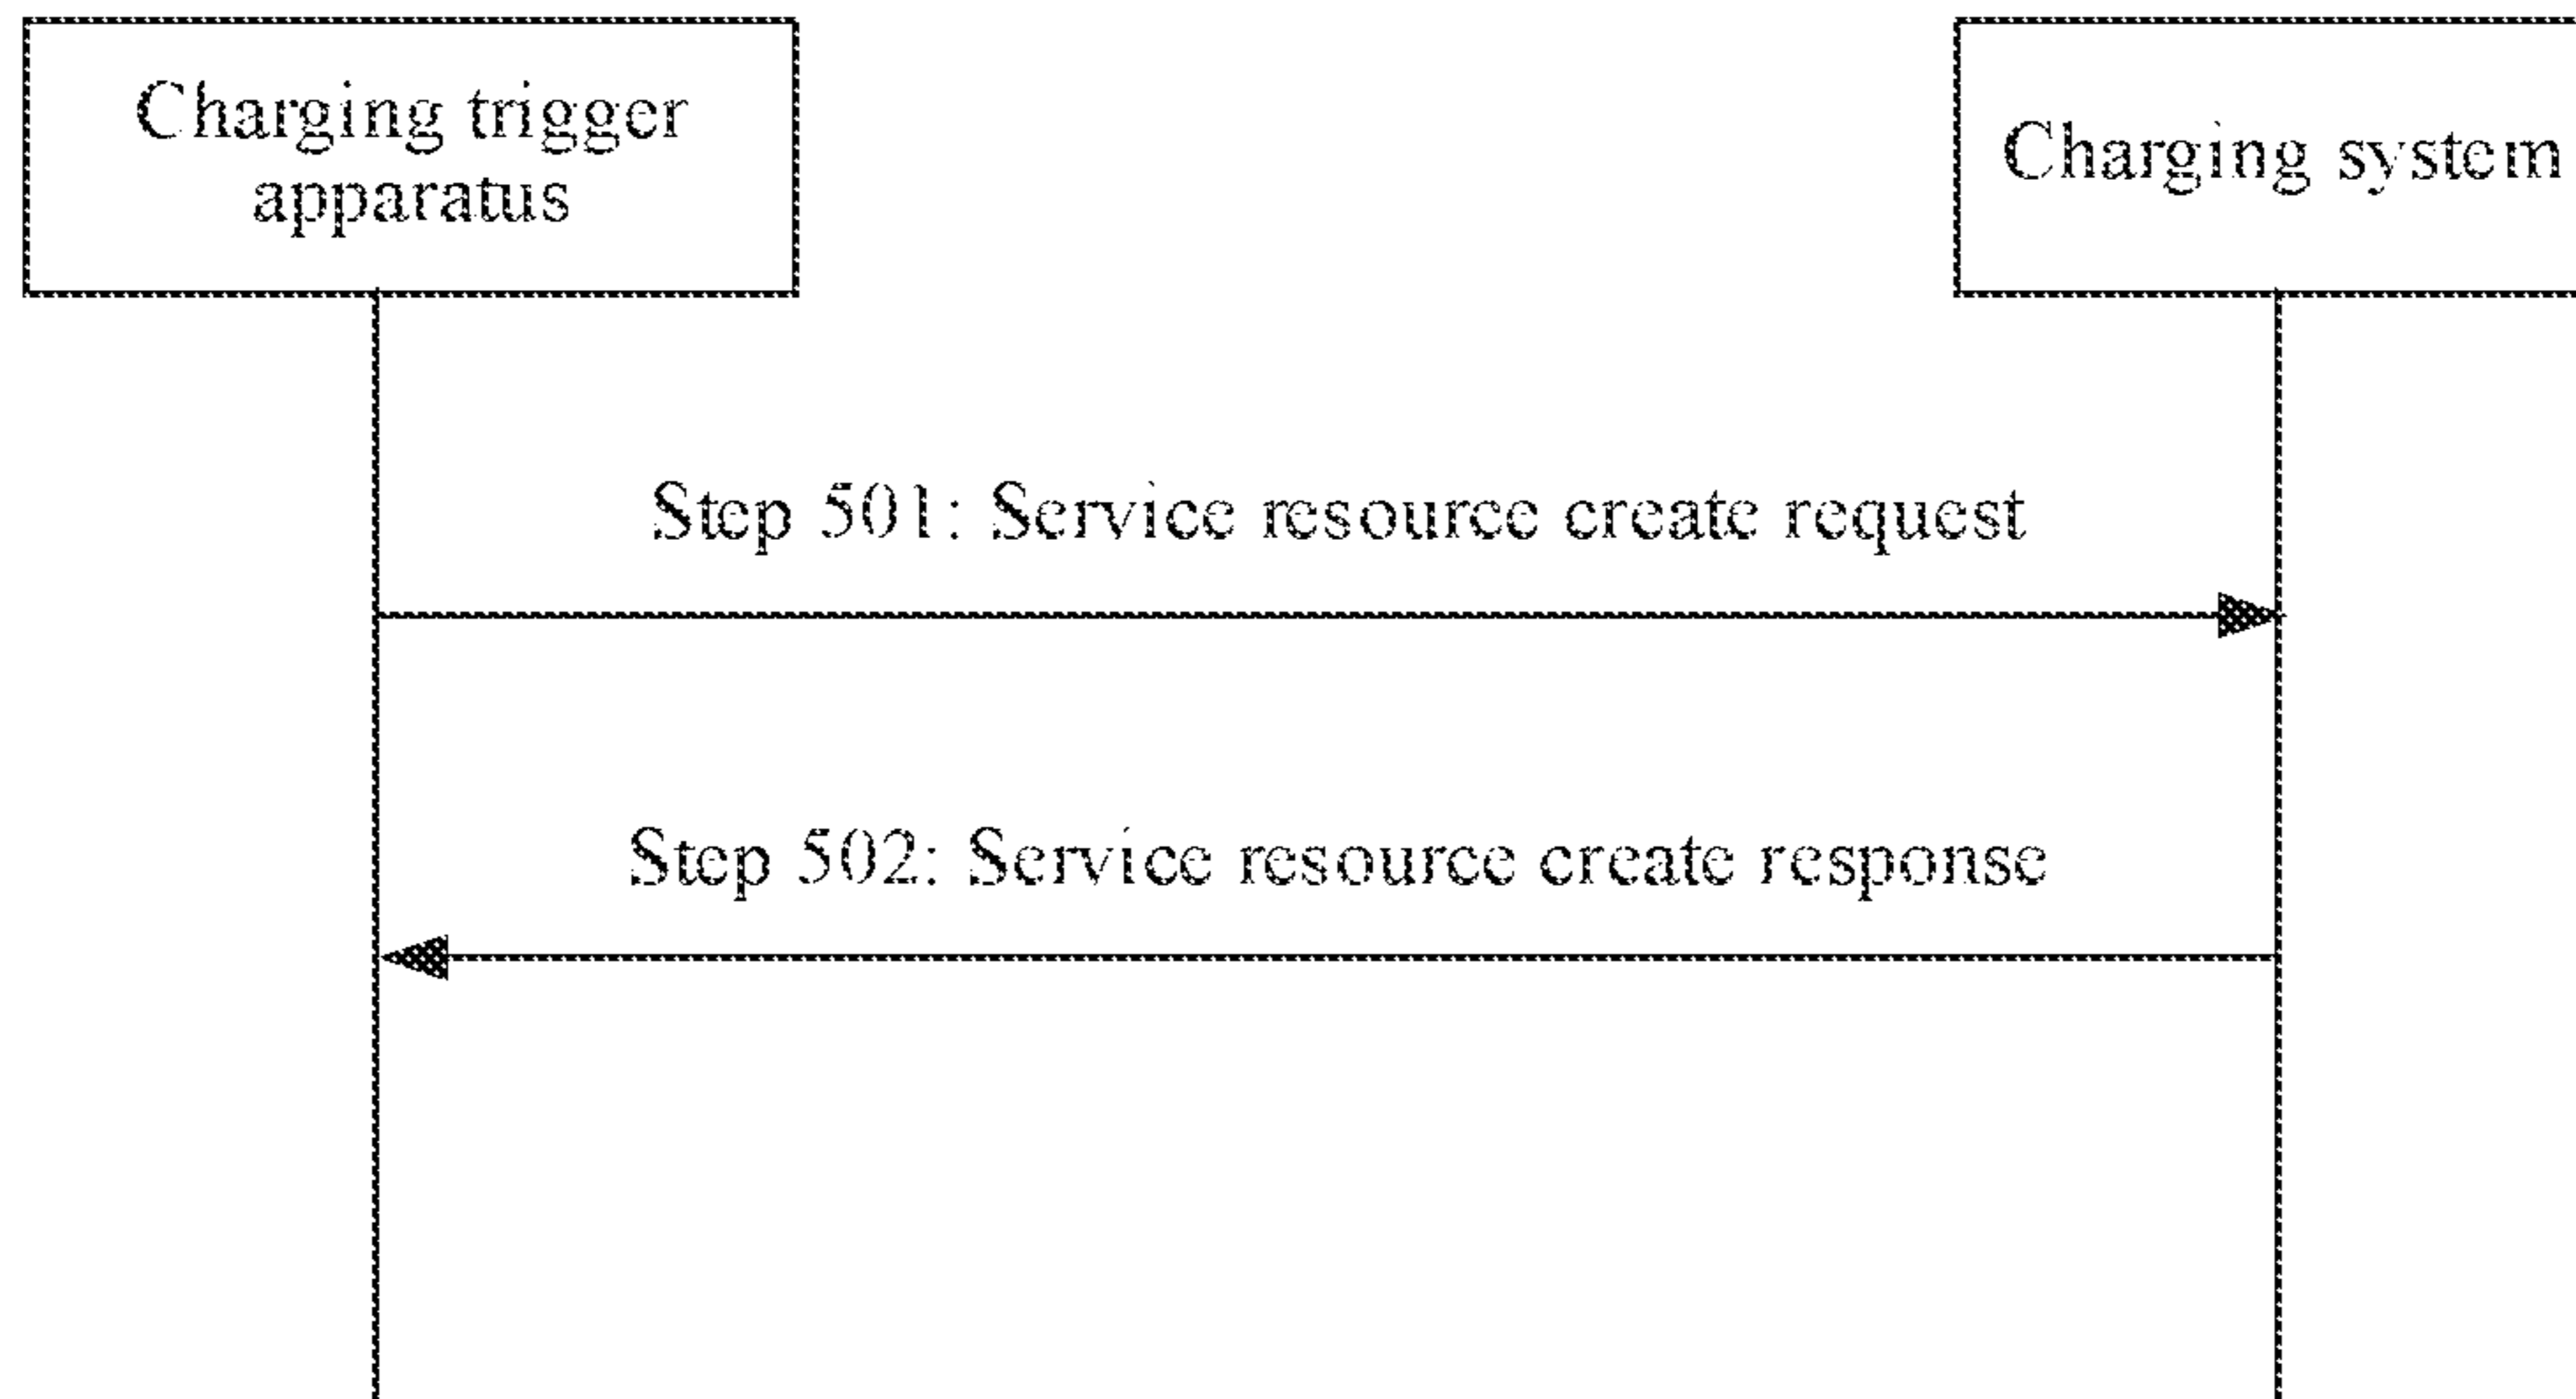 Charging trigger
apparatus
Charging system
Step 501: Service resource create request
Step 502: Service resource create response